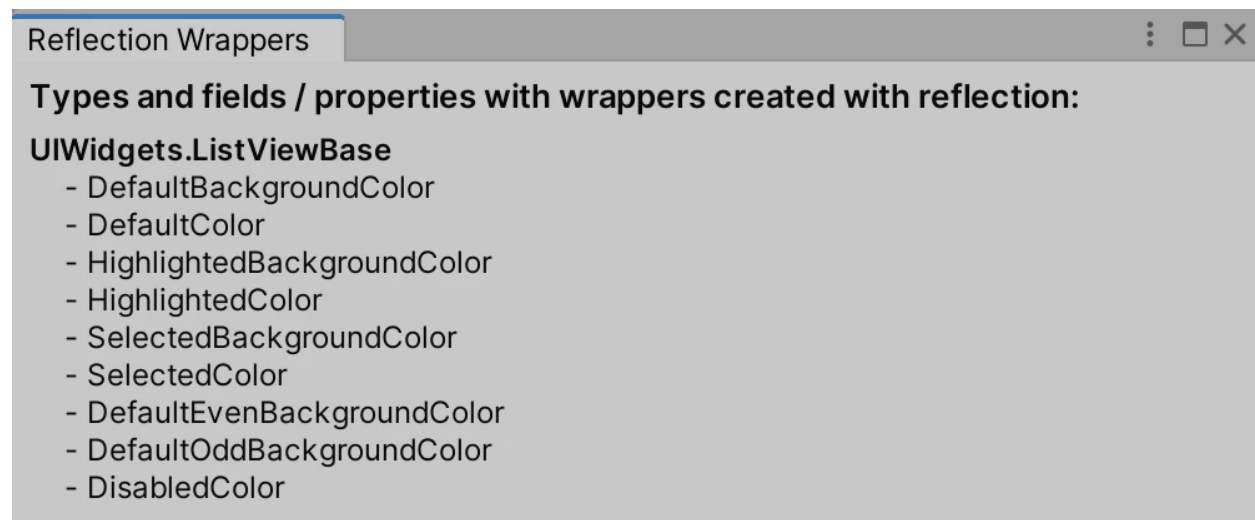 Reflection Wrappers
Types and fields / properties with wrappers created with reflection:
UIWidgets.ListViewBase
- DefaultBackgroundColor
- DefaultColor
- HighlightedBackgroundColor
- HighlightedColor
- SelectedBackgroundColor
- SelectedColor
- DefaultEvenBackgroundColor
- DefaultOddBackgroundColor
- DisabledColor